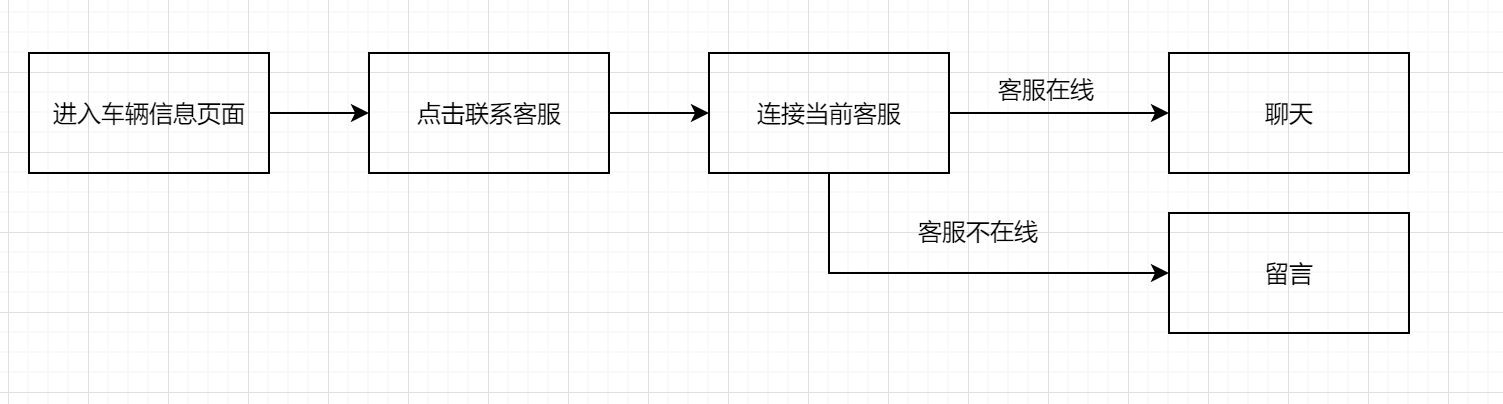 进入车辆信息页面
点击联系客服
连接当前客服
客服在线
聊天
客服不在线
留言